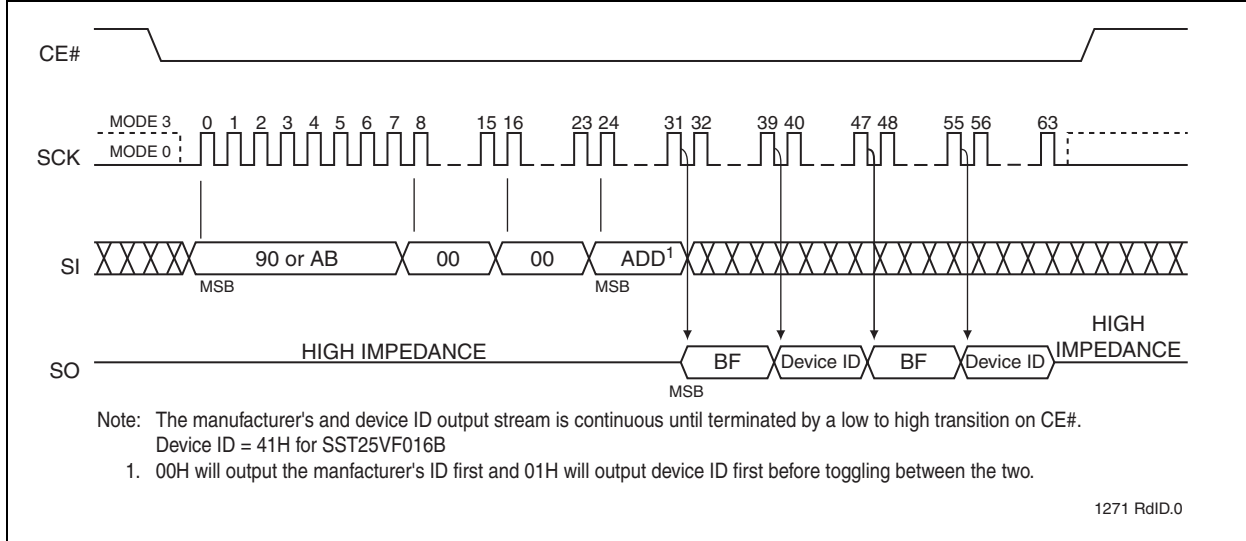 CE#
MODE 3
0 1 2 3 4 5 6 7 8 15 16 23 24 31 32 39 40 47 48 55 56 63
SCK
MODE 0
SI
90 or AB 00 00 ADD1
MSB MSB
HIGH IMPEDANCE
HIGH
IMPEDANCE
SO
BF Device ID BF Device ID
MSB
Note: The manufacturer's and device ID output stream is continuous until terminated by a low to high transition on CE#.
Device ID = 41H for SST25VF016B
1. 00H will output the manfacturer's ID first and 01H will output device ID first before toggling between the two.
1271 RdID.0